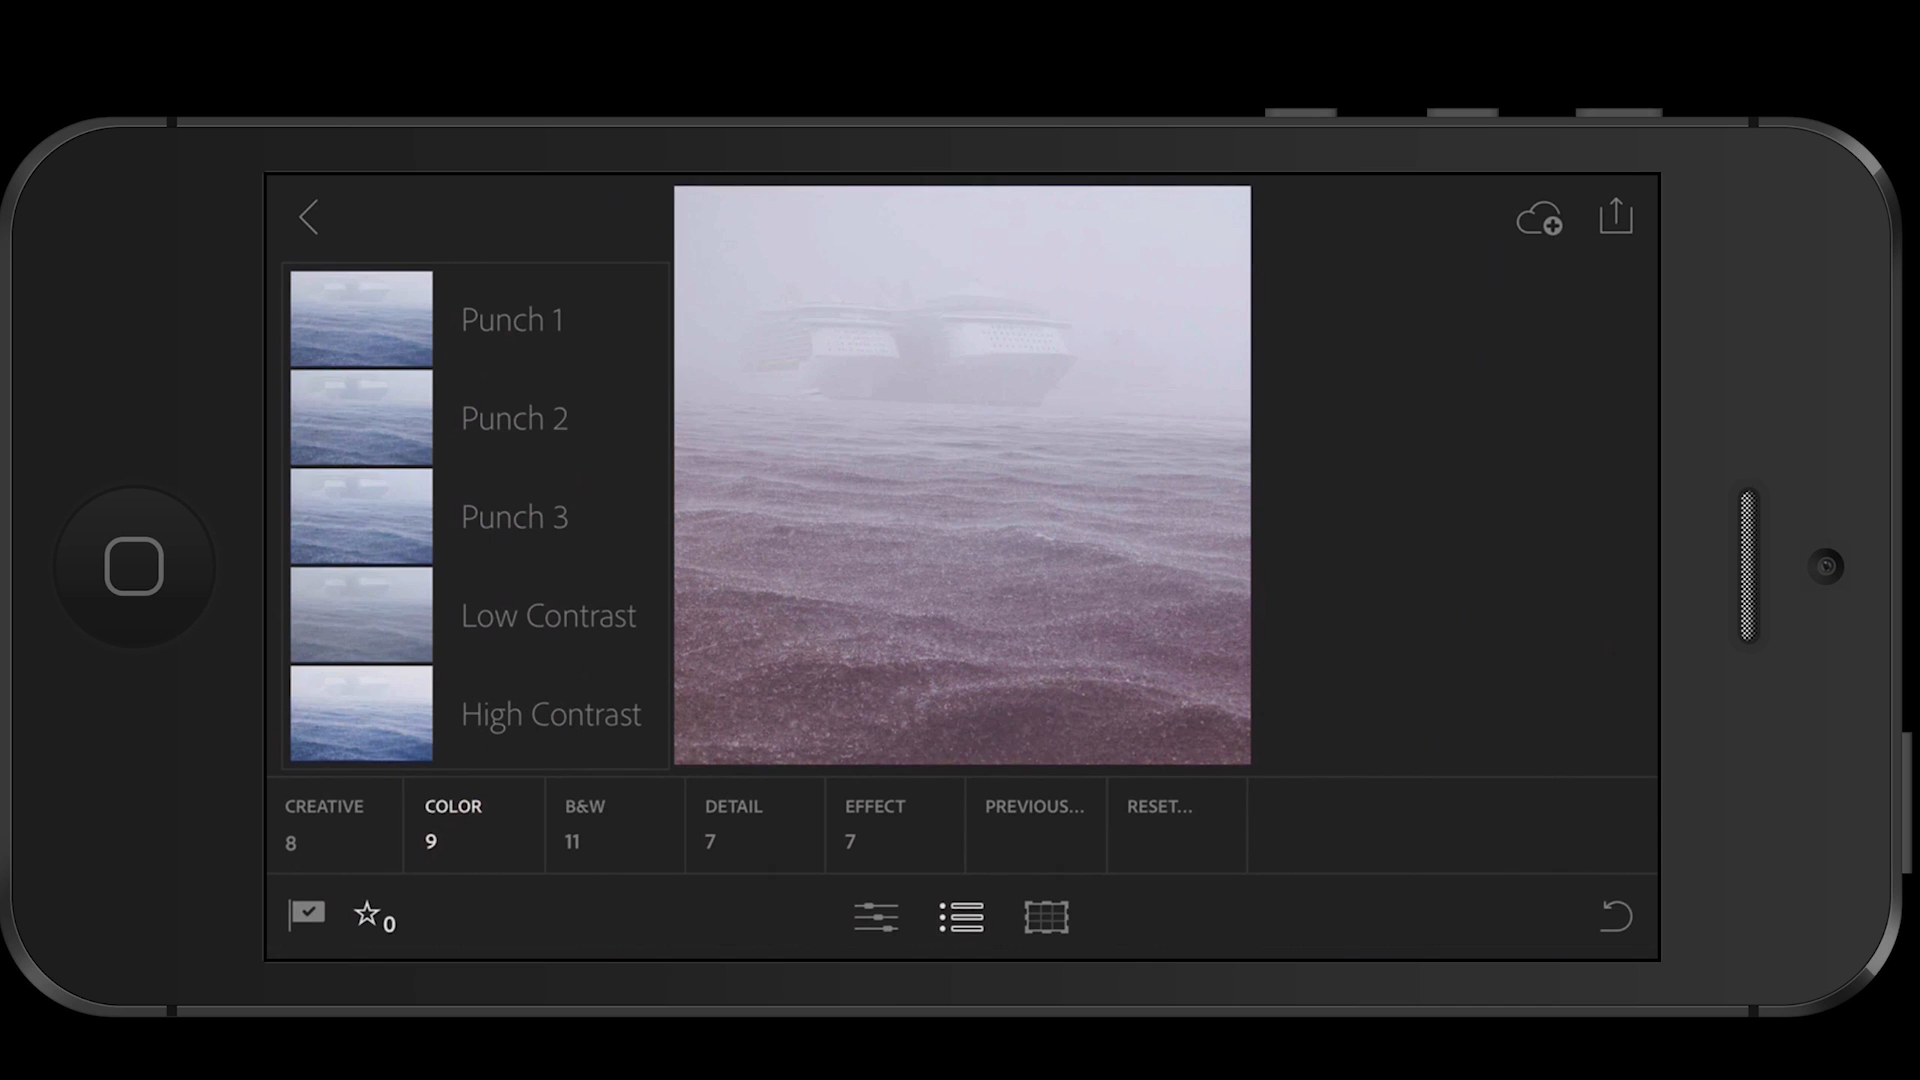 Punch 1
Punch 2
Punch 3
Low Contrast
High Contrast
CREATIVE
8
COLOR
9
B&W
11
DETAIL
7
EFFECT
7
PREVIOUS...
RESET...
0